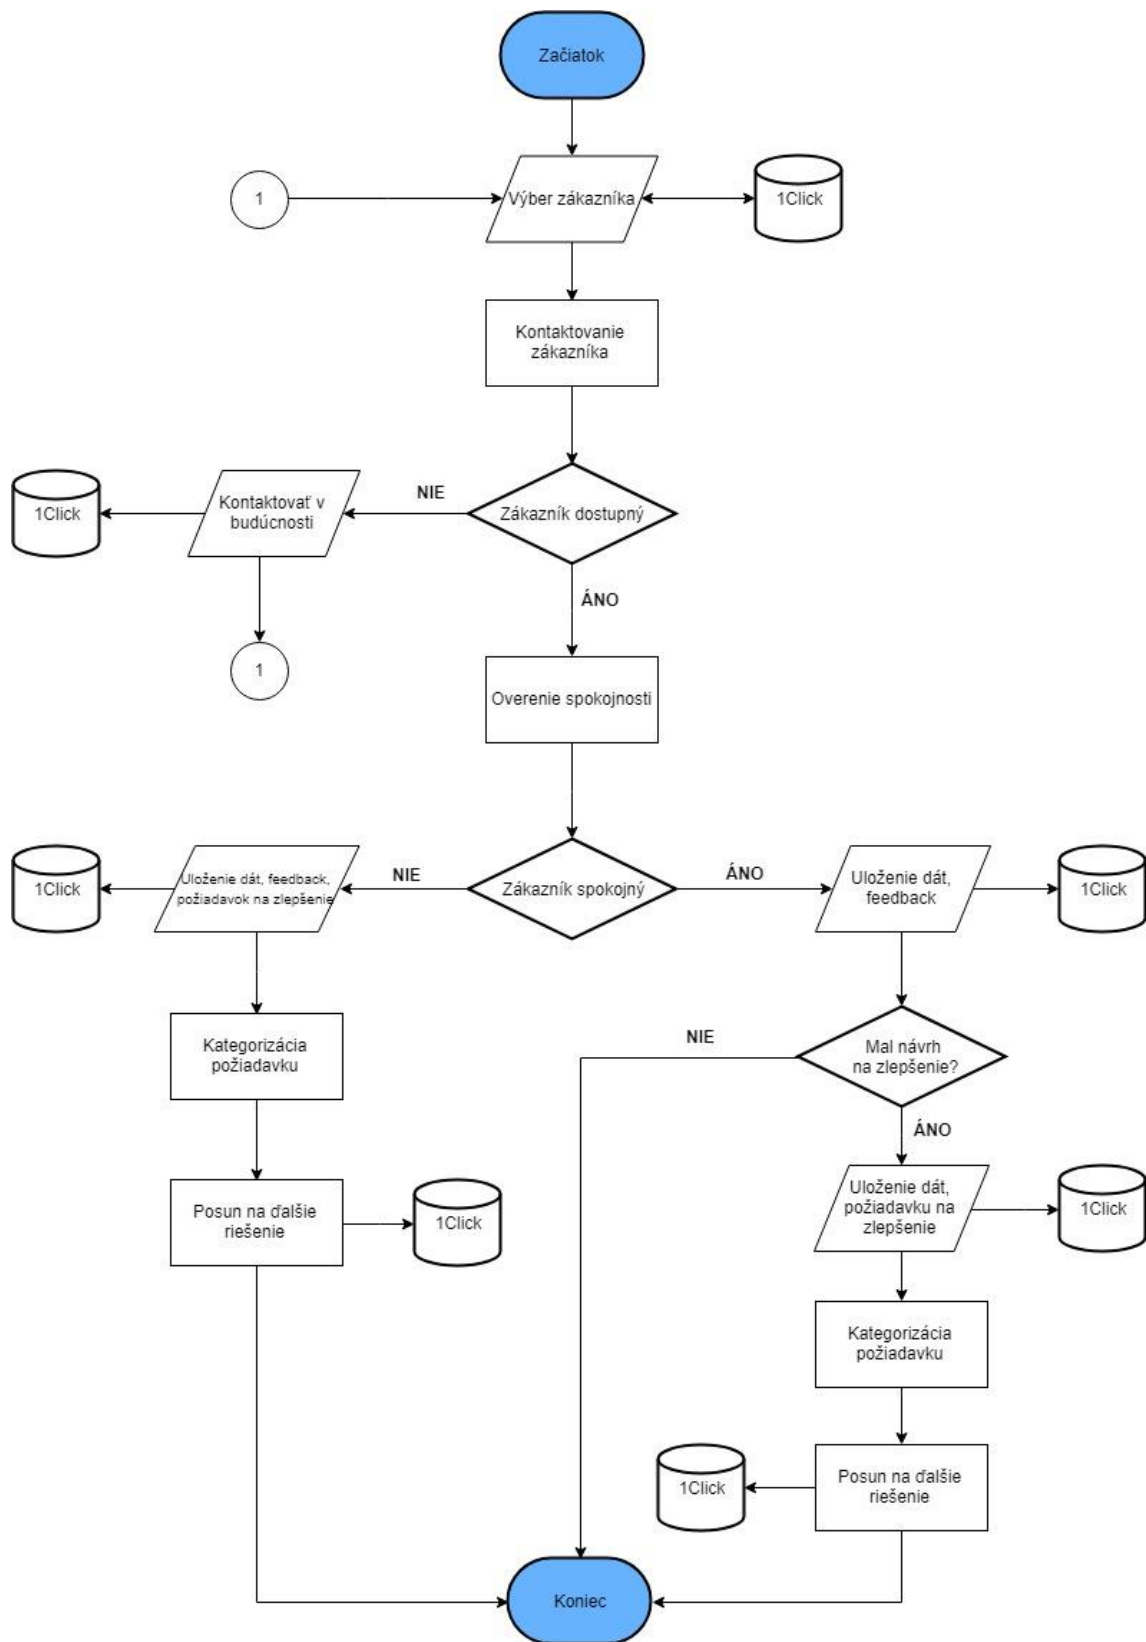 Začiatok
1
Výber zákazníka
1Click
Kontaktovanie
zákazníka
1Click
Kontaktovať v
budúcnosti
NIE
Zákazník dostupný
ÁNO
1
Overenie spokojnosti
1Click
Uloženie dát, feedback,
požiadavok na zlepšenie
NIE
Zákazník spokojný
ÁNO
Uloženie dát,
feedback
1Click
Kategorizácia
požiadavku
NIE
Mal návrh
na zlepšenie?
ÁNO
Posun na ďalšie
riešenie
1Click
Uloženie dát,
požiadavku na
zlepšenie
1Click
Kategorizácia
požiadavku
1Click
Posun na ďalšie
riešenie
Koniec